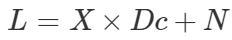 L = X × Dc + N